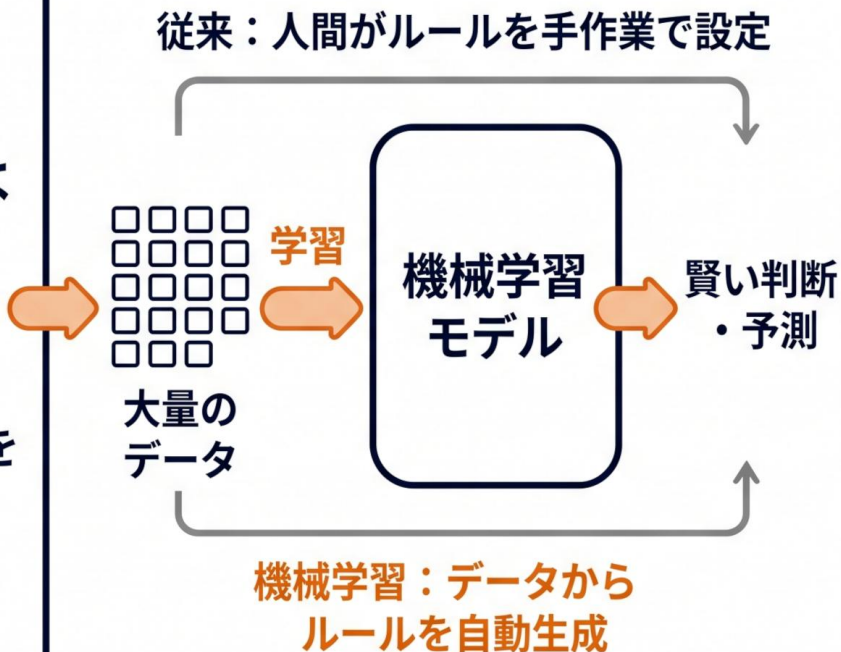 従来：人間がルールを手作業で設定
学習
機械学習
モデル
賢い判断
・予測
大量の
データ
を
機械学習：データから
ルールを自動生成